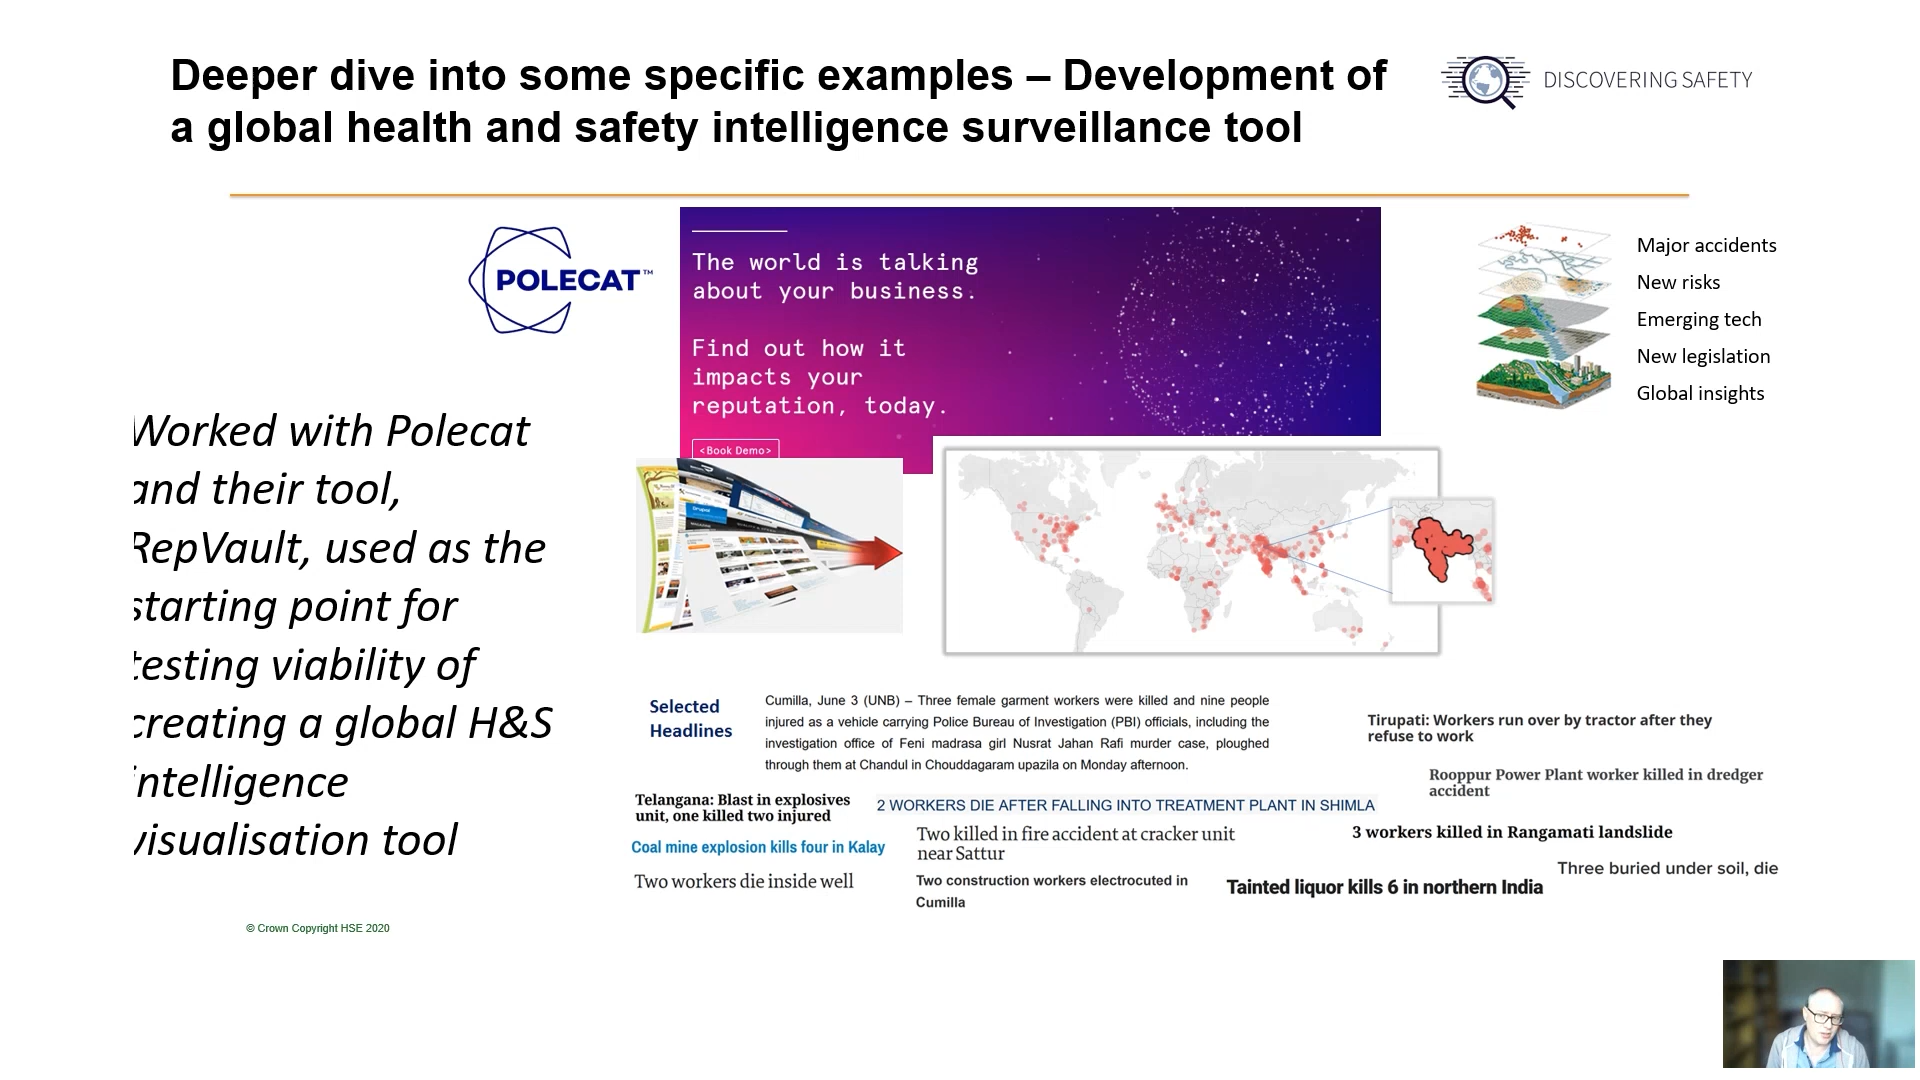 Deeper dive into some specific examples – Development of
a global health and safety intelligence surveillance tool
DISCOVERING SAFETY
POLECAT™
The world is talking
about your business.
Find out how it
impacts your
reputation, today.
<Book Demo>
Major accidents
New risks
Emerging tech
New legislation
Global insights
Worked with Polecat
and their tool,
RepVault, used as the
starting point for
testing viability of
creating a global H&S
intelligence
visualisation tool
Selected
Headlines
Cumilla, June 3 (UNB) – Three female garment workers were killed and nine people
injured as a vehicle carrying Police Bureau of Investigation (PBI) officials, including the
investigation office of Feni madrasa girl Nusrat Jahan Rafi murder case, ploughed
through them at Chandul in Chouddagaram upazila on Monday afternoon.
Tirupati: Workers run over by tractor after they
refuse to work
Rooppur Power Plant worker killed in dredger
accident
Telangana: Blast in explosives
unit, one killed two injured
2 WORKERS DIE AFTER FALLING INTO TREATMENT PLANT IN SHIMLA
Two killed in fire accident at cracker unit
near Sattur
3 workers killed in Rangamati landslide
Coal mine explosion kills four in Kalay
Three buried under soil, die
Two workers die inside well
Two construction workers electrocuted in
Cumilla
Tainted liquor kills 6 in northern India
© Crown Copyright HSE 2020